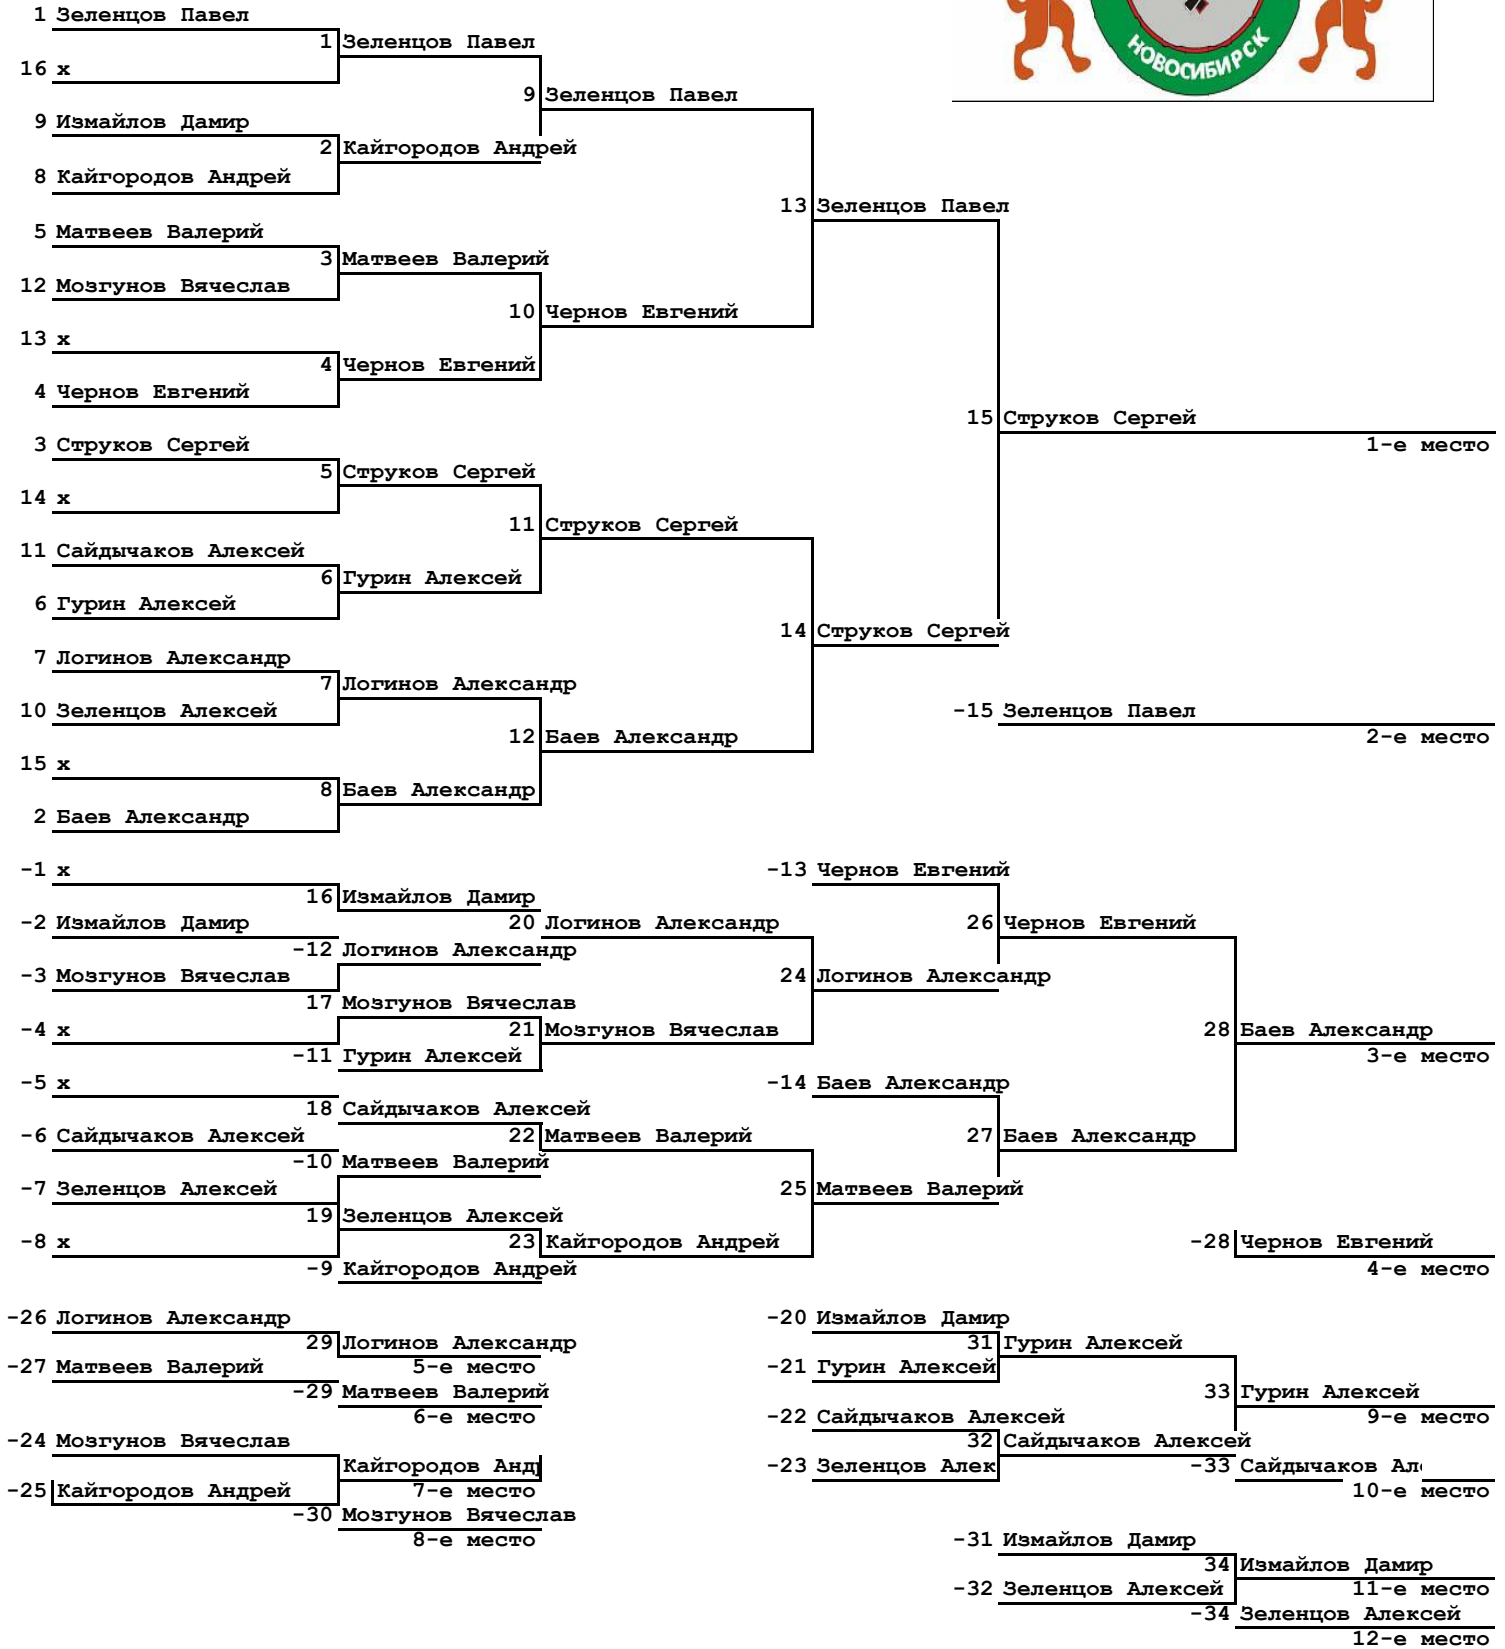 НОВОСИБИРСК
1 Зеленцов Павел
1 Зеленцов Павел
16 х
9 Зеленцов Павел
9 Измайлов Дамир
2 Кайгородов Андрей
8 Кайгородов Андрей
13 Зеленцов Павел
5 Матвеев Валерий
3 Матвеев Валерий
12 Мозгунов Вячеслав
10 Чернов Евгений
13 х
4 Чернов Евгений
4 Чернов Евгений
15 Струков Сергей
3 Струков Сергей
1-е место
5 Струков Сергей
14 х
11 Струков Сергей
11 Сайдычаков Алексей
6 Гурин Алексей
6 Гурин Алексей
14 Струков Сергей
7 Логинов Александр
7 Логинов Александр
10 Зеленцов Алексей
-15 Зеленцов Павел
12 Баев Александр
2-е место
15 х
8 Баев Александр
2 Баев Александр
-1 х
-13 Чернов Евгений
16 Измайлов Дамир
-2 Измайлов Дамир
20 Логинов Александр
26 Чернов Евгений
-12 Логинов Александр
-3 Мозгунов Вячеслав
24 Логинов Александр
17 Мозгунов Вячеслав
-4 х
21 Мозгунов Вячеслав
28 Баев Александр
-11 Гурин Алексей
3-е место
-5 х
-14 Баев Александр
18 Сайдычаков Алексей
-6 Сайдычаков Алексей
22 Матвеев Валерий
27 Баев Александр
-10 Матвеев Валерий
-7 Зеленцов Алексей
25 Матвеев Валерий
19 Зеленцов Алексей
-8 х
23 Кайгородов Андрей
-28 Чернов Евгений
-9 Кайгородов Андрей
4-е место
-26 Логинов Александр
-20 Измайлов Дамир
29 Логинов Александр
31 Гурин Алексей
-27 Матвеев Валерий
5-е место
-21 Гурин Алексей
-29 Матвеев Валерий
33 Гурин Алексей
6-е место
-22 Сайдычаков Алексей
9-е место
-24 Мозгунов Вячеслав
32 Сайдычаков Алексей
Кайгородов Анд
-23 Зеленцов Алек
-33 Сайдычаков Ал
-25 Кайгородов Андрей
7-е место
10-е место
-30 Мозгунов Вячеслав
8-е место
-31 Измайлов Дамир
34 Измайлов Дамир
-32 Зеленцов Алексей
11-е место
-34 Зеленцов Алексей
12-е место